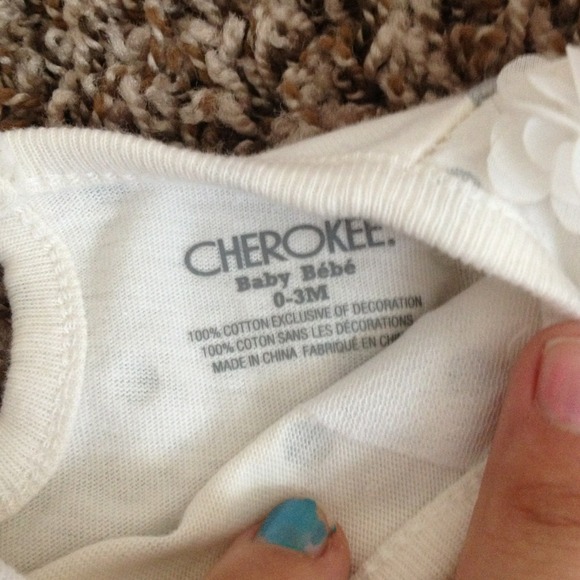 CHEROKEE.
Baby Bébé
0-3M
100% COTTON EXCLUSIVE OF DECORATION
100% COTON SANS LES DÉCORATIONS
MADE IN CHINA FABRIQUÉ EN